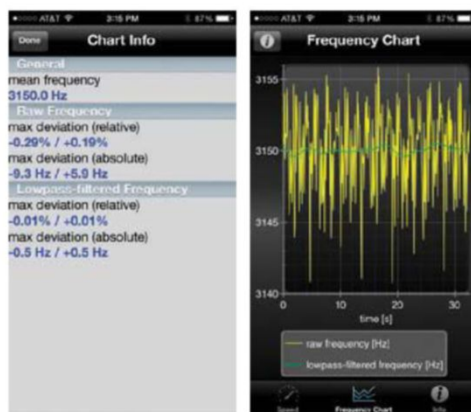 AT&T 3:15 PM 87%
Done Chart Info
General
mean frequency
3150.0 Hz
Raw Frequency
max deviation (relative)
-0.29% / +0.19%
max deviation (absolute)
-9.3 Hz / +5.9 Hz
Lowpass-filtered Frequency
max deviation (relative)
-0.01% / +0.01%
max deviation (absolute)
-0.5 Hz / +0.5 Hz
AT&T 3:15 PM 87%
i Frequency Chart
3155
3150
3145
3140
0 10 20 30
time [s]
raw frequency [Hz]
lowpass-filtered frequency [Hz]
Speed Frequency Chart Info